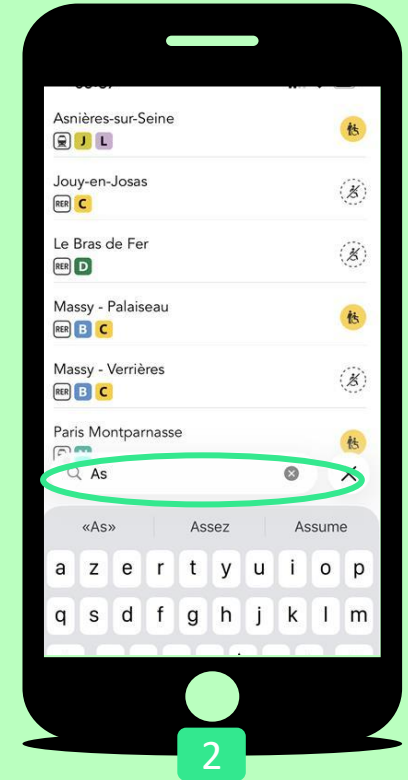 Asnières-sur-Seine
J L
Jouy-en-Josas
RER C
Le Bras de Fer
RER D
Massy - Palaiseau
RER B C
Massy - Verrières
RER B C
Paris Montparnasse
As
«As» Assez Assume
a z e r t y u i o p
q s d f g h j k l m
2